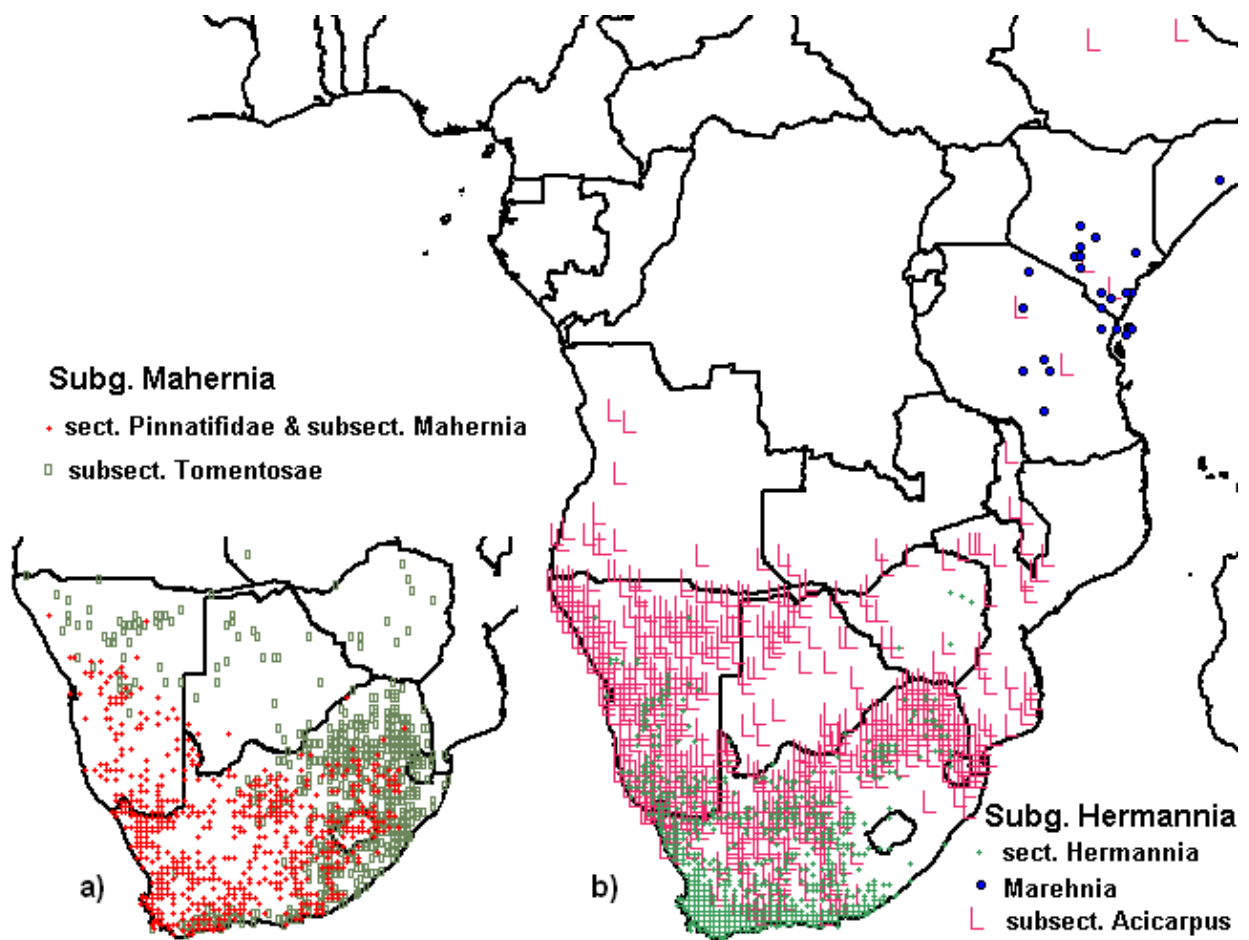 Subg. Mahernia
sect. Pinnatifidae & subsect. Mahernia
subsect. Tomentosae
a)
b)
Subg. Hermannia
sect. Hermannia
Marehnia
subsect. Acicarpus